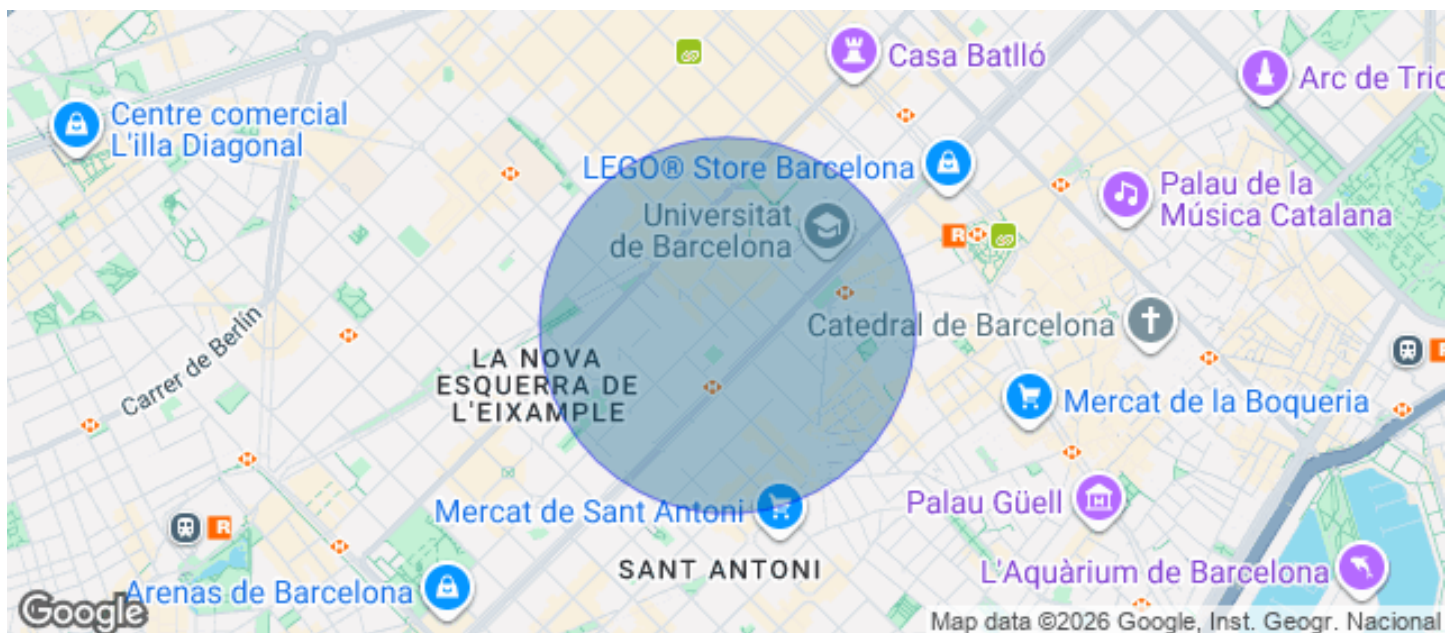 Casa Batlló
Arc de Trio
Centre comercial
L'illa Diagonal
LEGO® Store Barcelona
Palau de la
Música Catalana
Universitat
de Barcelona
R
Catedral de Barcelona
Carrer de Berlín
LA NOVA
ESQUERRA DE
L'EIXAMPLE
Mercat de la Boqueria
Mercat de Sant Antoni
Palau Güell
R
SANT ANTONI
L'Aquàrium de Barcelona
Arenas de Barcelona
Google
Map data ©2026 Google, Inst. Geogr. Nacional